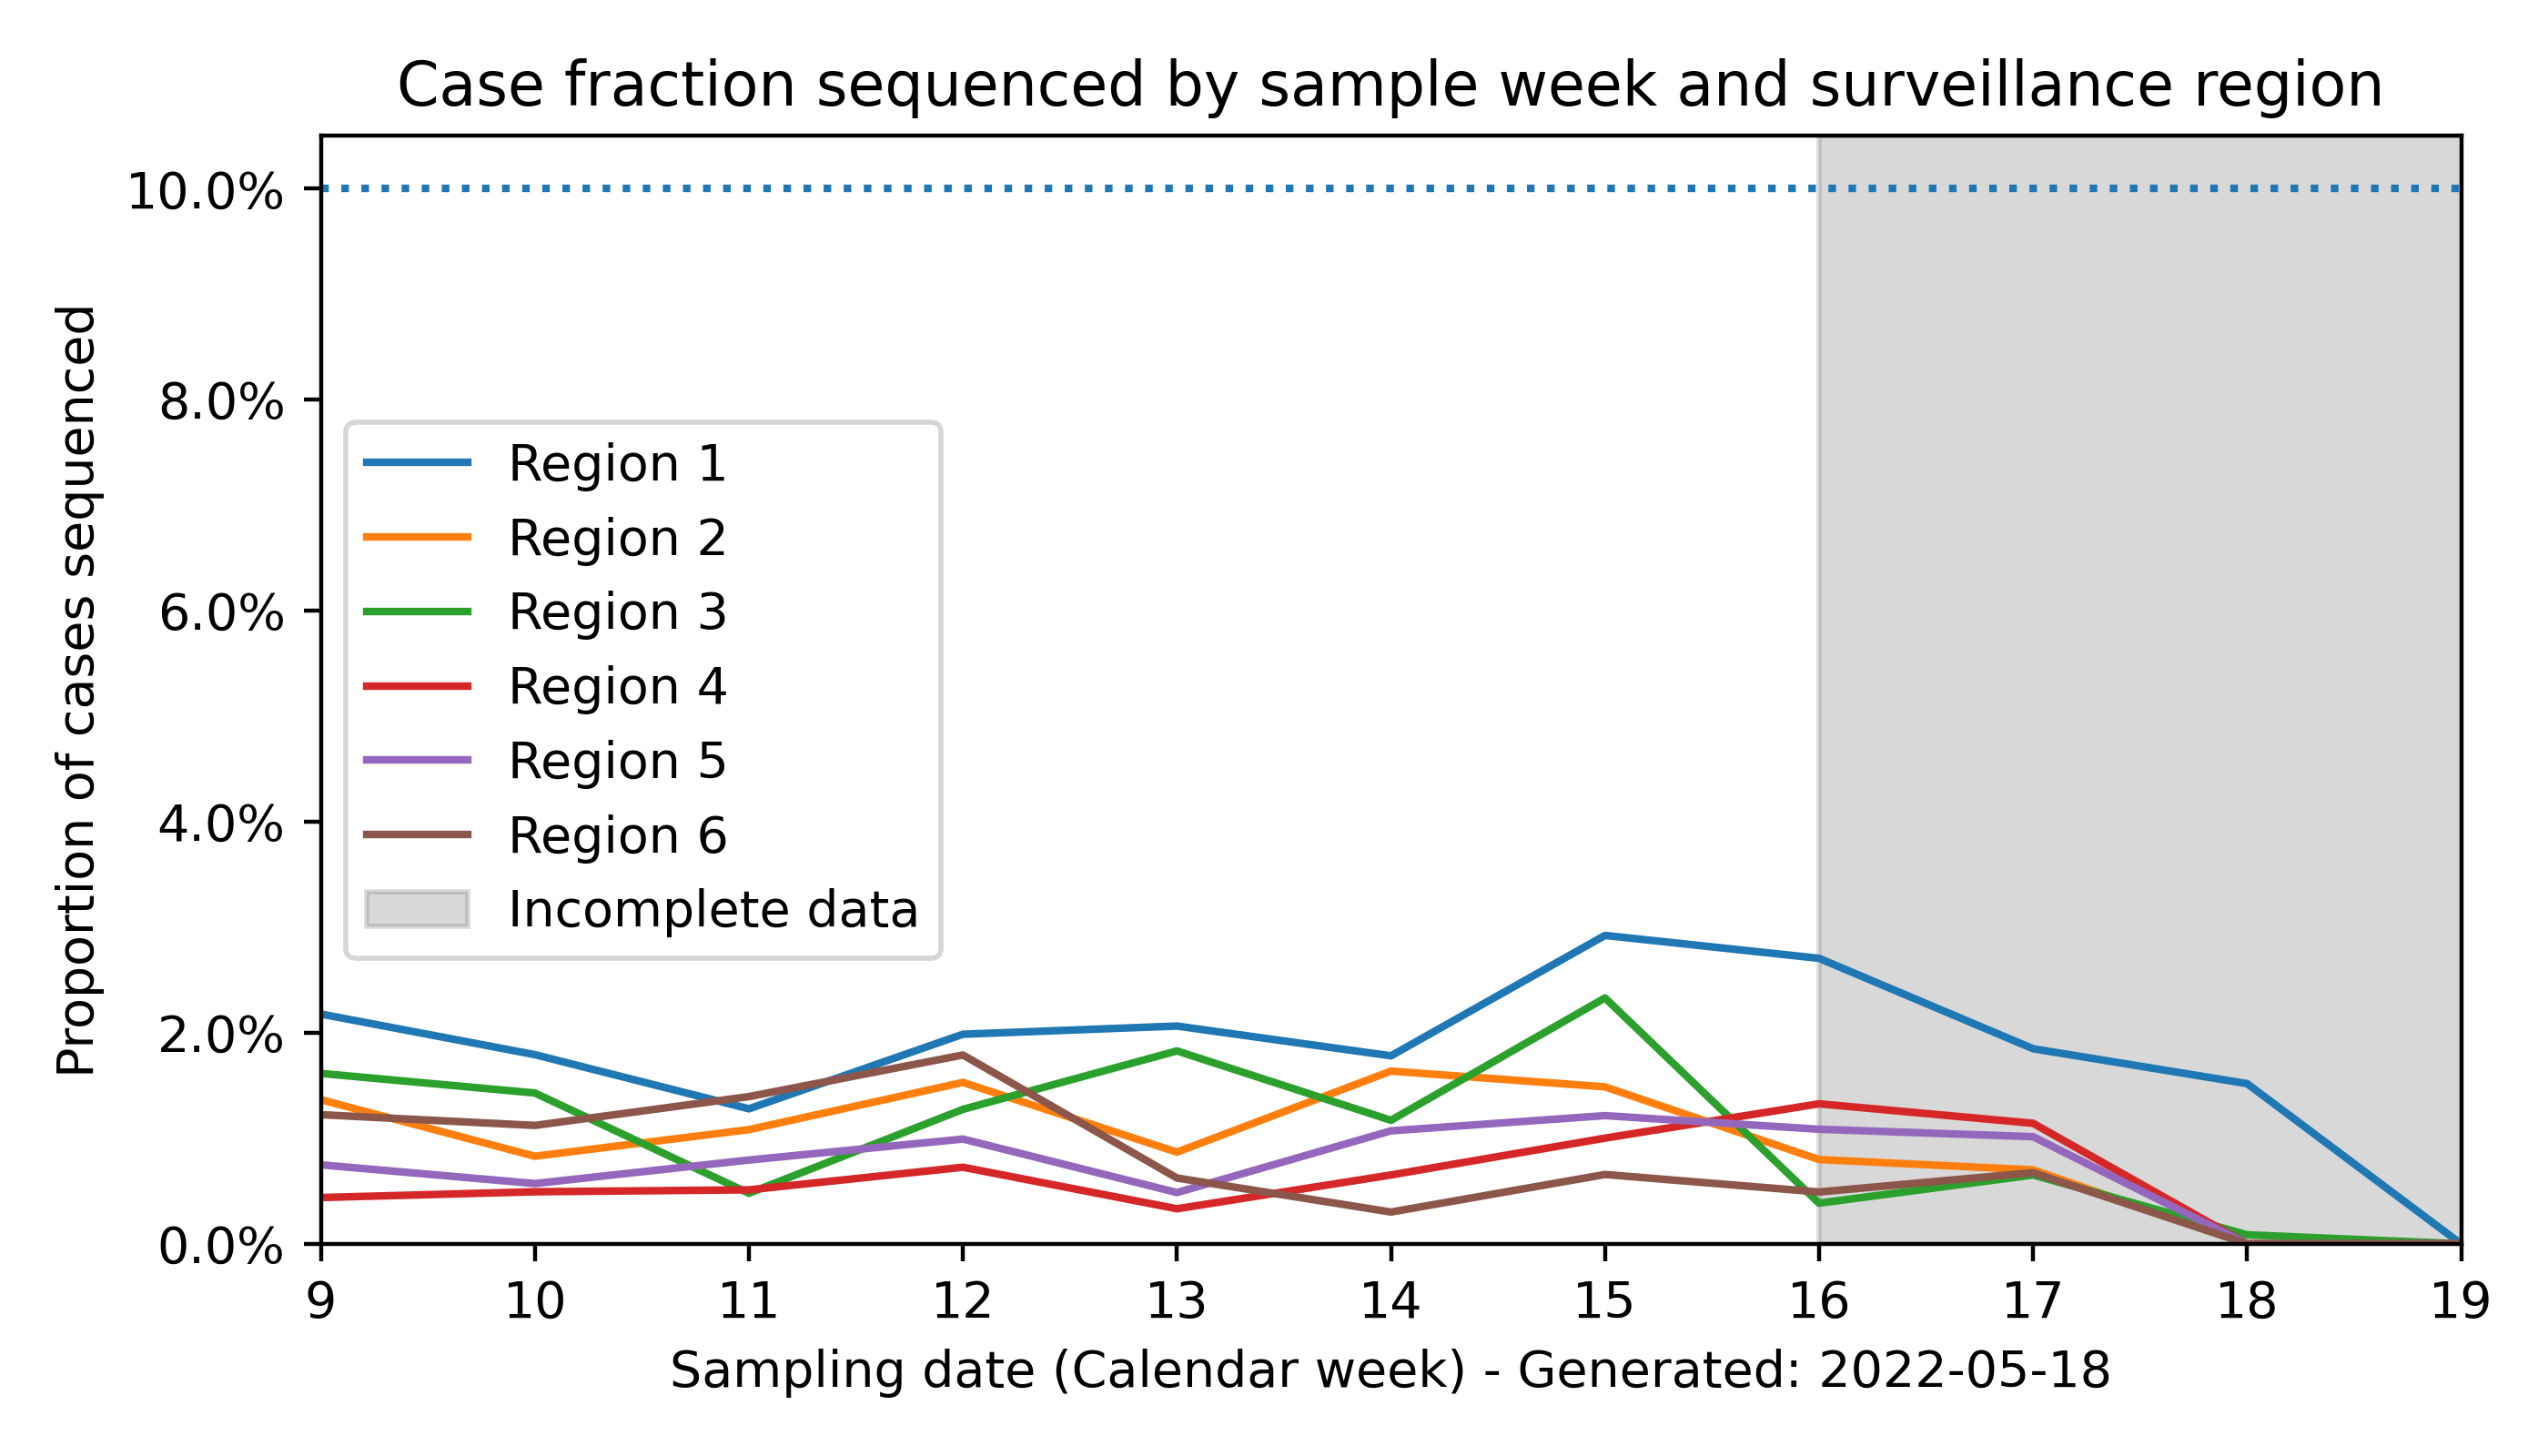 Case fraction sequenced by sample week and surveillance region
Proportion of cases sequenced
10.0%
8.0%
6.0%
4.0%
2.0%
0.0%
Region 1
Region 2
Region 3
Region 4
Region 5
Region 6
Incomplete data
9 10 11 12 13 14 15 16 17 18 19
Sampling date (Calendar week) - Generated: 2022-05-18